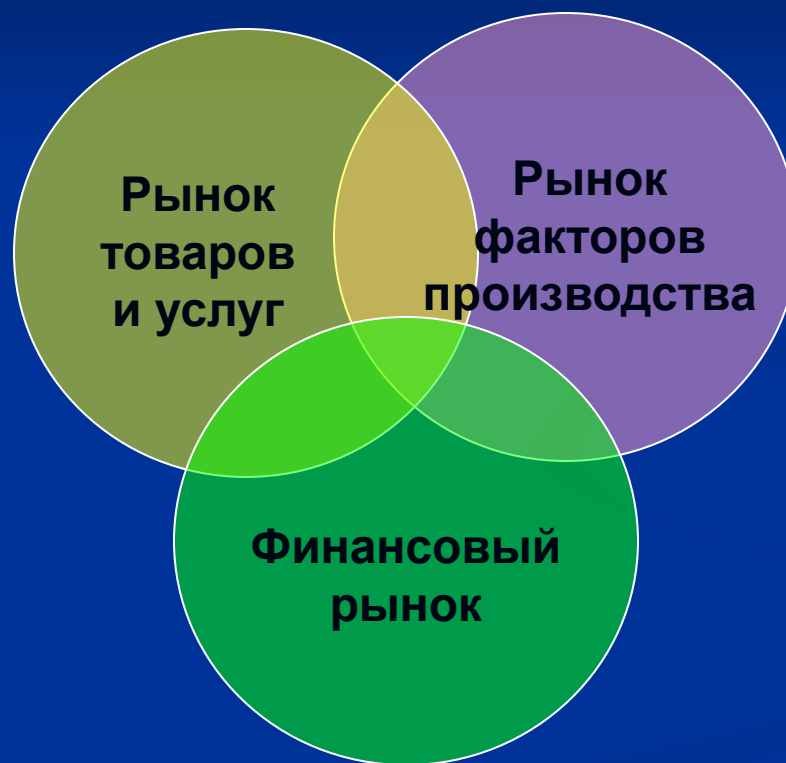 Рынок
товаров
и услуг
Рынок
факторов
производства
Финансовый
рынок